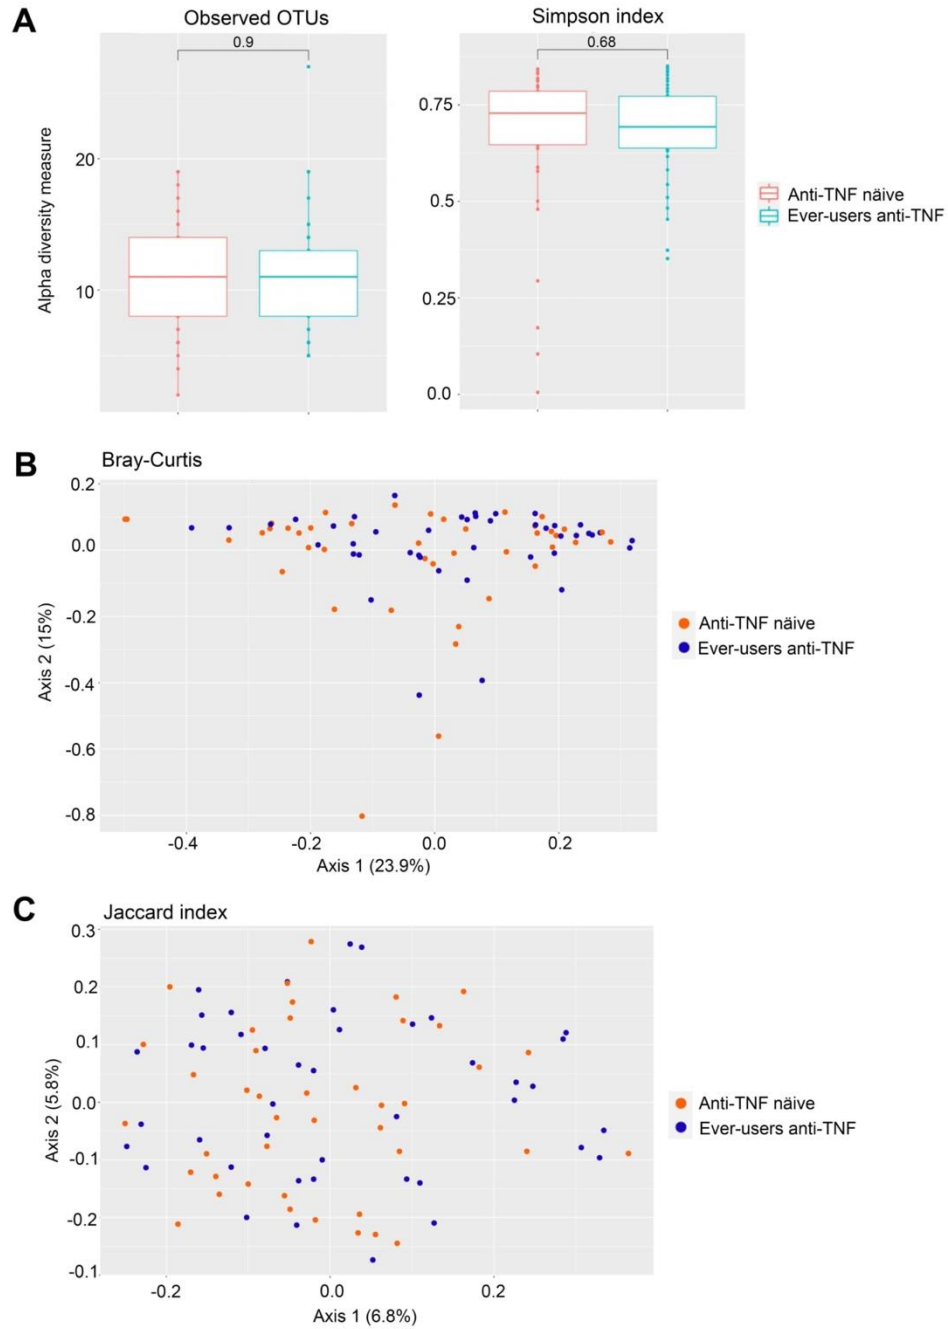 A
Observed OTUs
Simpson index
0.9
0.68
Alpha diversity measure
20
10
0.75
0.5
0.25
0.0
Anti-TNF näive
Ever-users anti-TNF
B
Bray-Curtis
Axis 2 (15%)
0.2
0.0
-0.2
-0.4
-0.6
-0.8
-0.4
-0.2
0.0
0.2
Axis 1 (23.9%)
Anti-TNF näive
Ever-users anti-TNF
C
Jaccard index
Axis 2 (5.8%)
0.3
0.2
0.1
0.0
-0.1
-0.2
-0.1
-0.2
0.0
0.2
Axis 1 (6.8%)
Anti-TNF näive
Ever-users anti-TNF